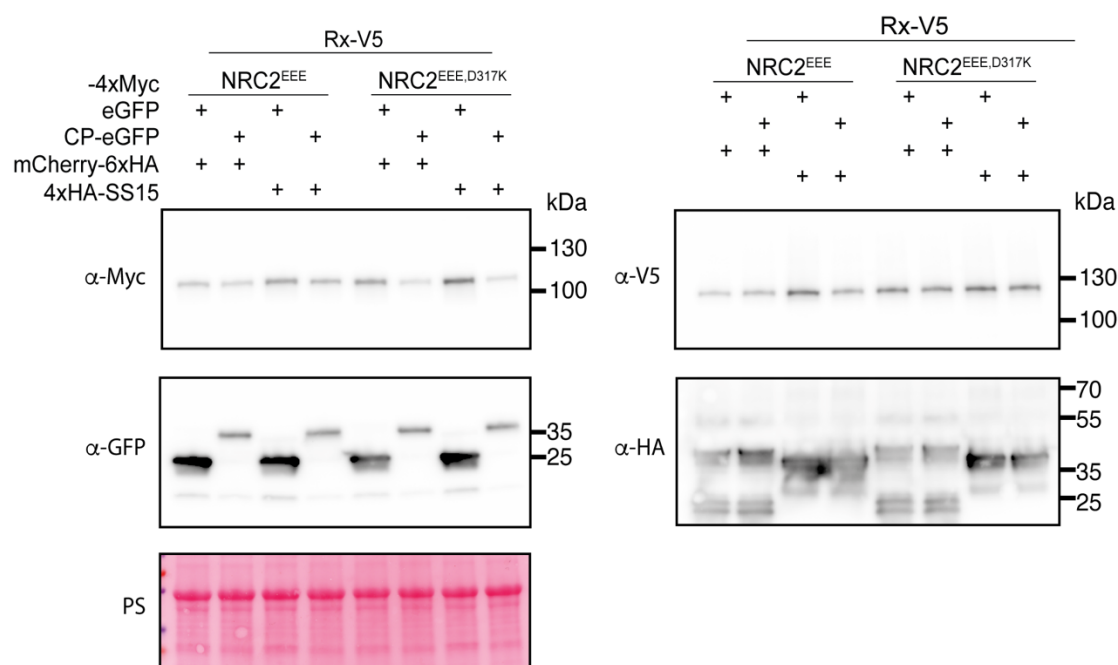 Rx-V5
-4xMyc NRC2EEE NRC2EEE,D317K
eGFP + + + +
CP-eGFP + + + +
mCherry-6xHA + + + +
4xHA-SS15 + + + +
kDa
α-Myc
130
100
α-GFP
35
25
PS
Rx-V5
NRC2EEE NRC2EEE,D317K
+ + + +
+ + + +
+ + + +
+ + + +
kDa
α-V5
130
100
α-HA
70
55
35
25